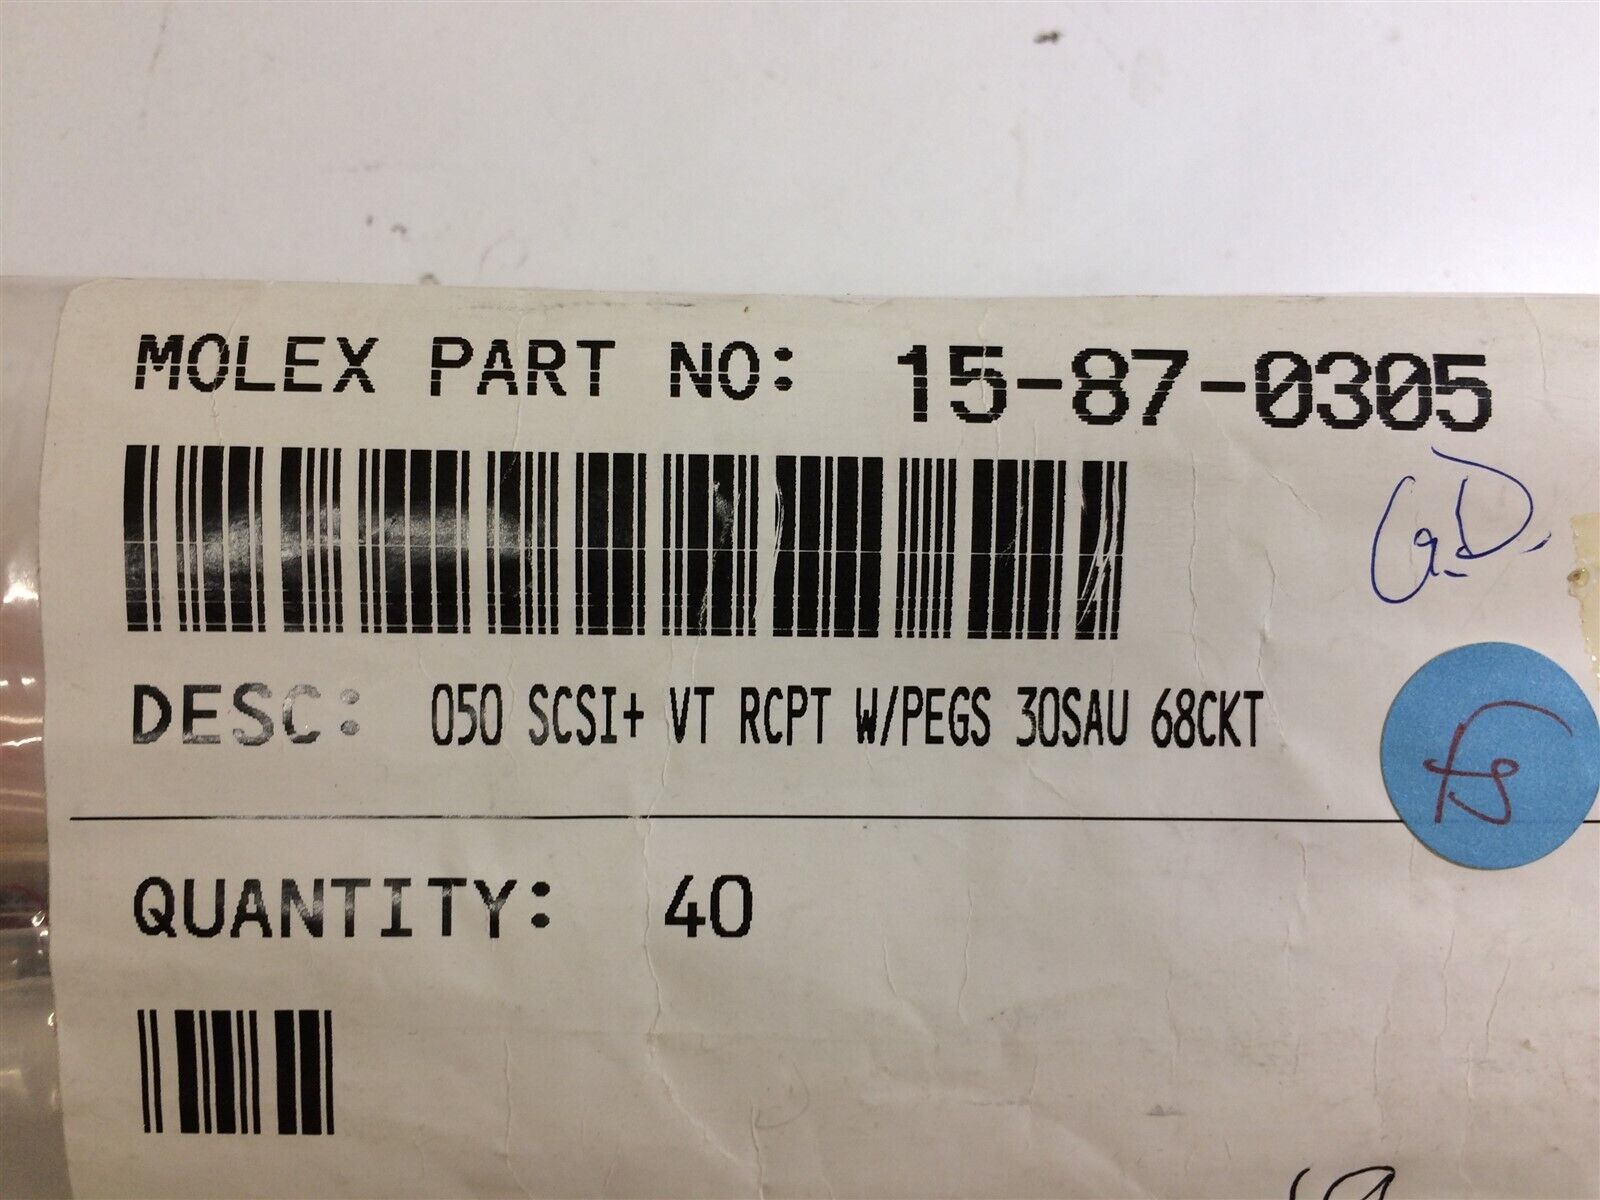 MOLEX PART NO: 15-87-0305
G.D.
DESC: 050 SCSI+ VT RCPT W/PEGS 30SAU 68CKT
QUANTITY: 40